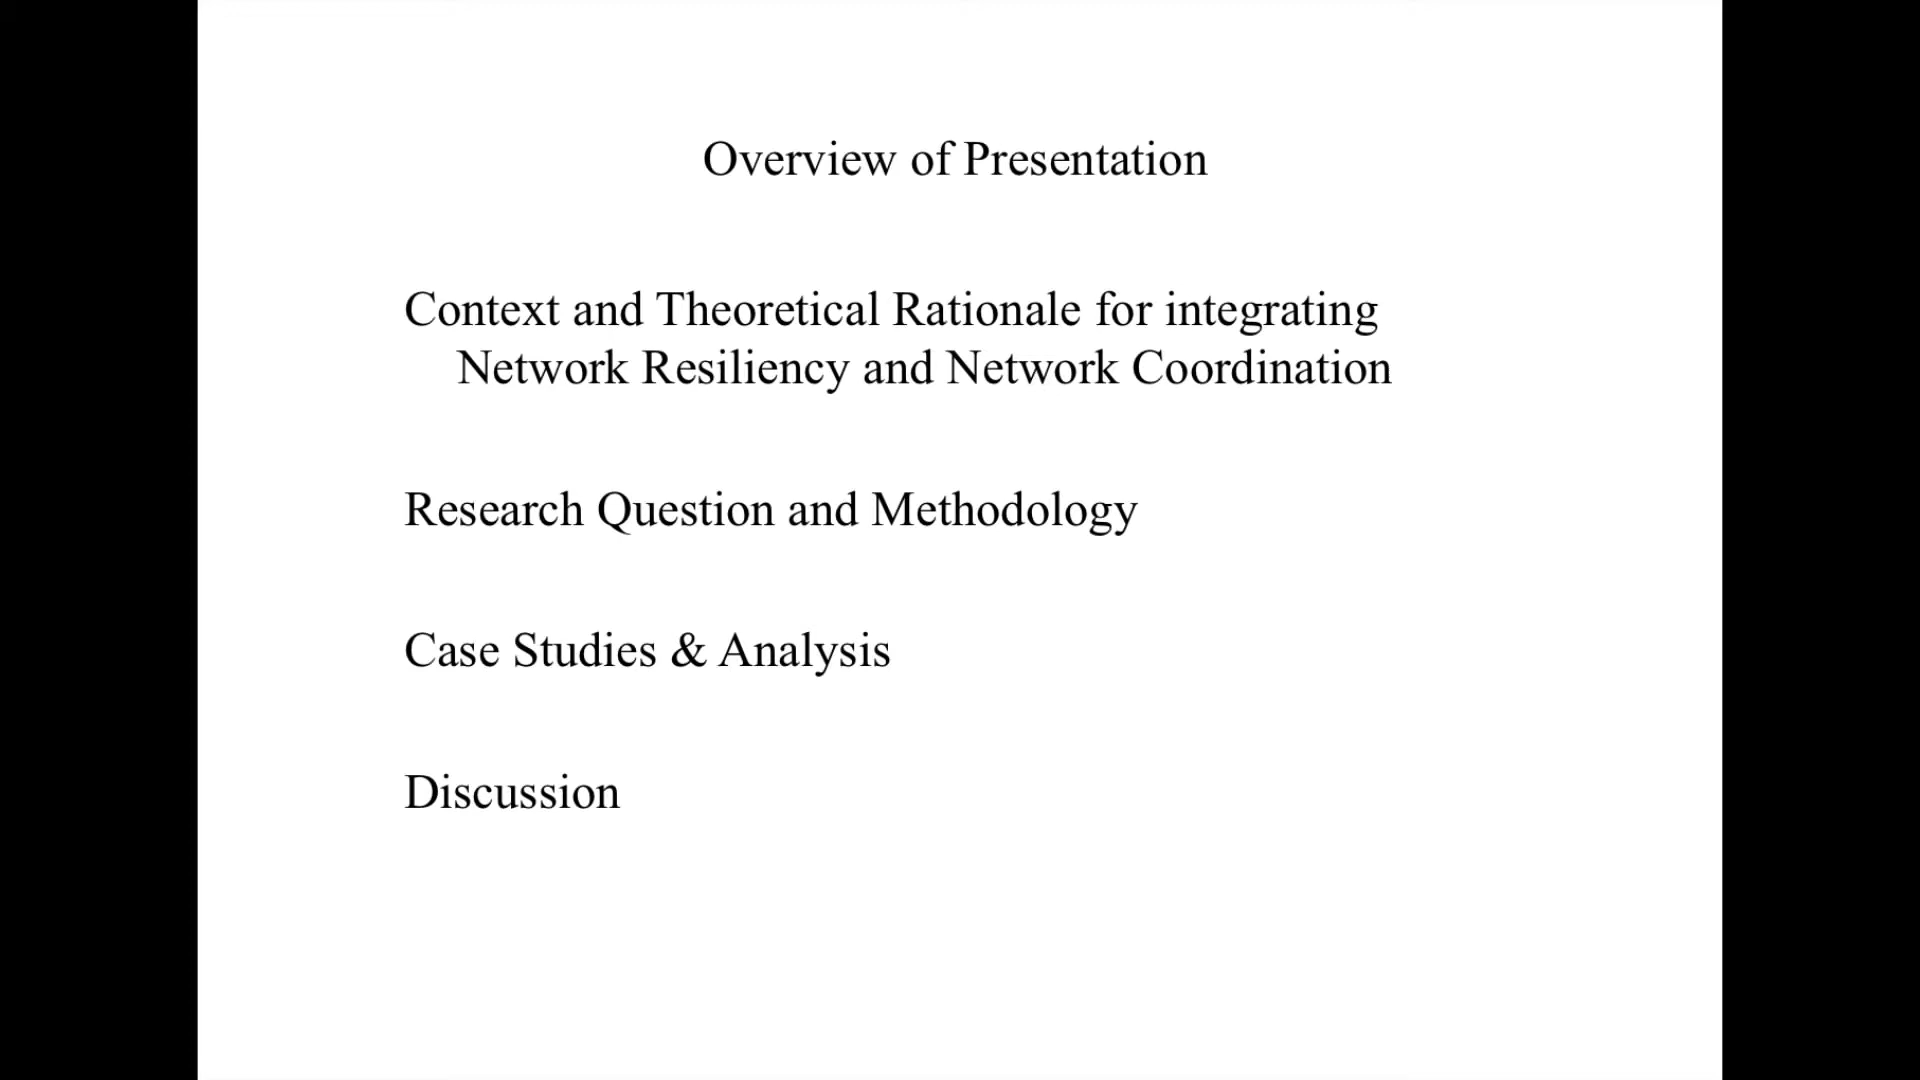 Overview of Presentation
Context and Theoretical Rationale for integrating
Network Resiliency and Network Coordination
Research Question and Methodology
Case Studies & Analysis
Discussion